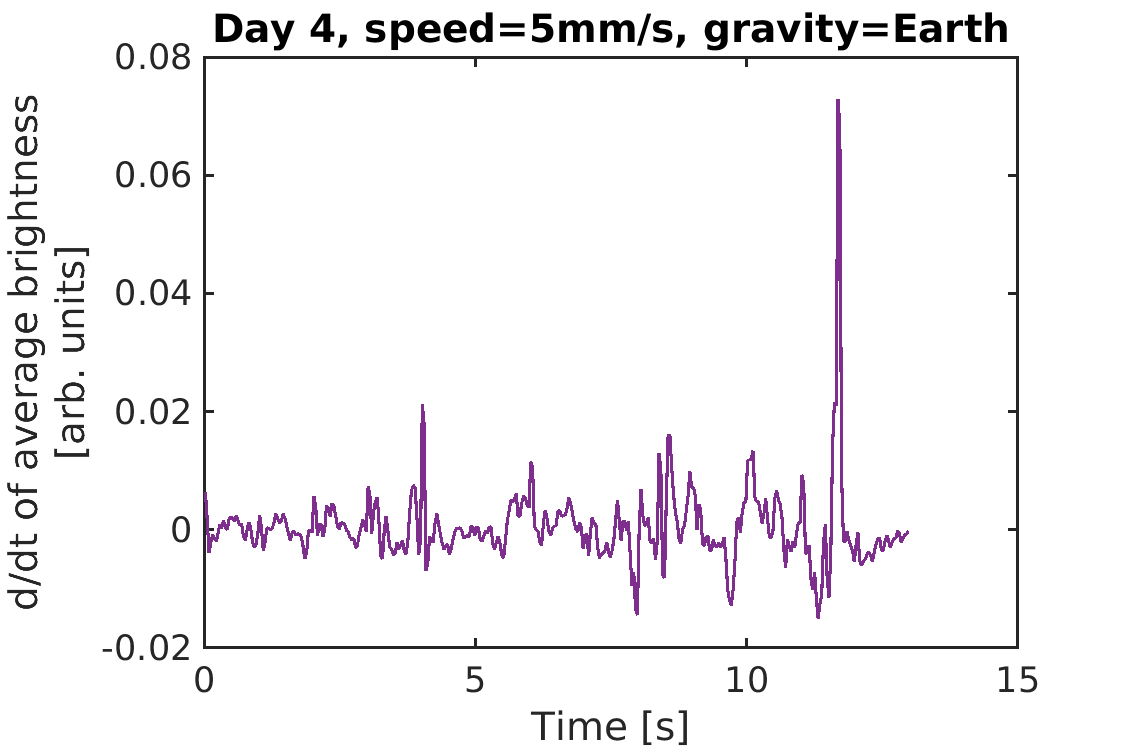 Day 4, speed=5mm/s, gravity=Earth
d/dt of average brightness
[arb. units]
0.08
0.06
0.04
0.02
0
-0.02
0 5 10 15
Time [s]